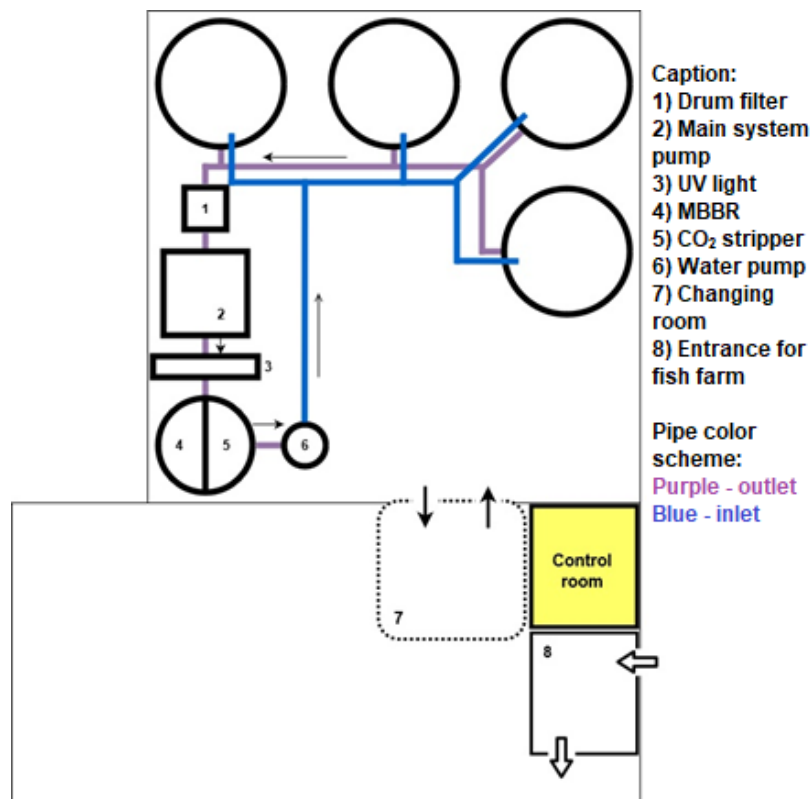 Caption:
1) Drum filter
2) Main system
pump
3) UV light
4) MBBR
5) CO₂ stripper
6) Water pump
7) Changing
room
8) Entrance for
fish farm
Pipe color
scheme:
Purple - outlet
Blue - inlet
1
2
3
4
5
6
Control
room
7
8